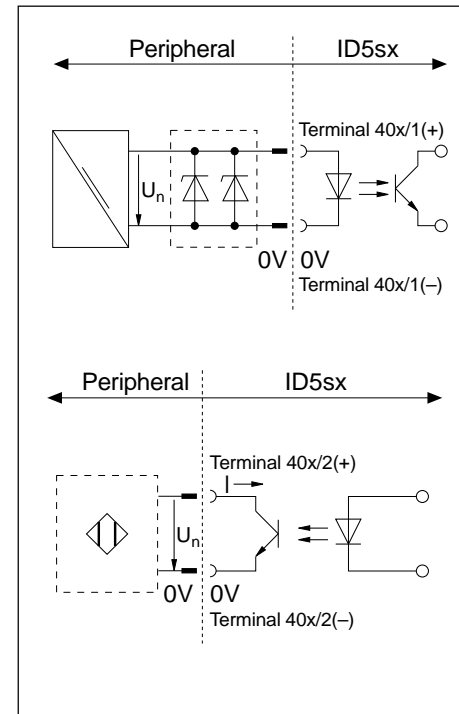 Peripheral ID5sx
Terminal 40x/1(+)
Un
0V 0V
Terminal 40x/1(–)
Peripheral ID5sx
Terminal 40x/2(+)
I
Un
0V 0V
Terminal 40x/2(–)